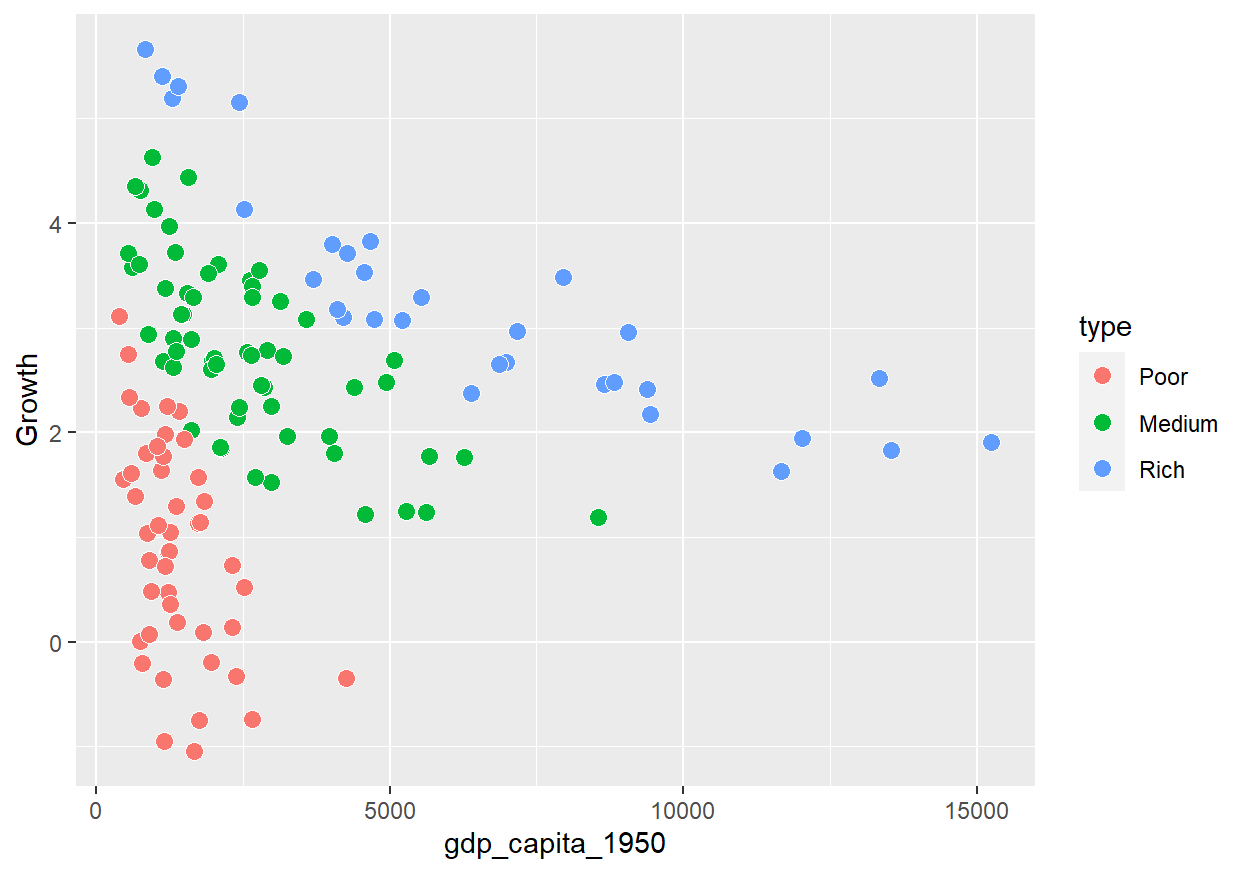 Growth
4
2
0
0
5000
10000
15000
gdp_capita_1950
type
Poor
Medium
Rich